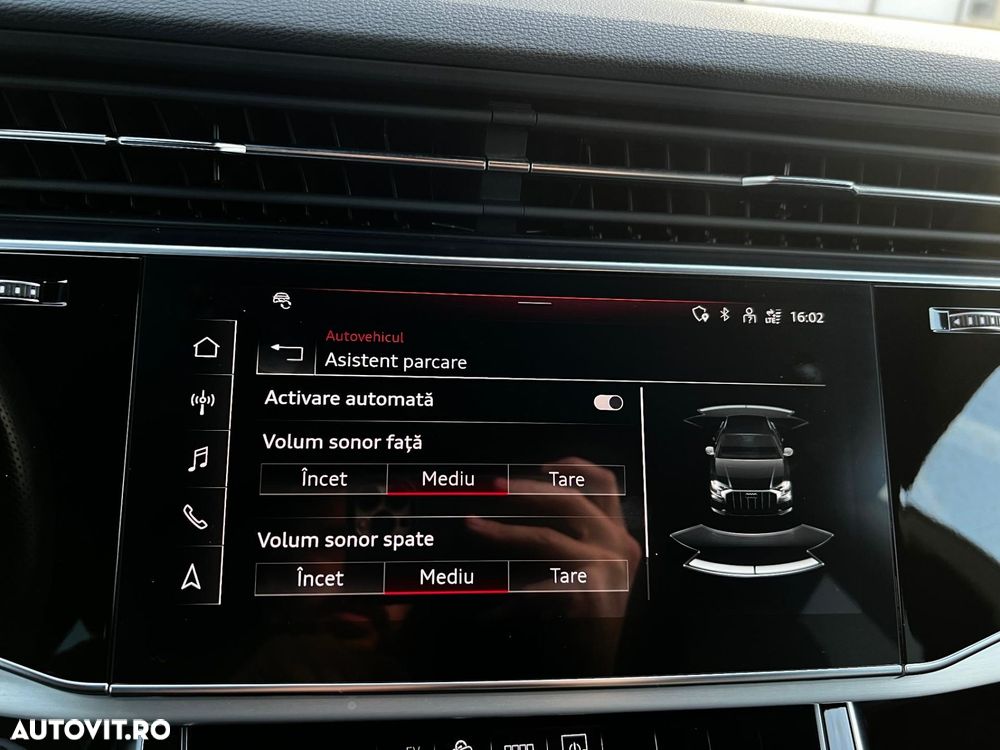 16:02
LTE
Autovehicul
Asistent parcare
Activare automată
Volum sonor față
Încet Mediu Tare
Volum sonor spate
Încet Mediu Tare
AUTOVIT.RO